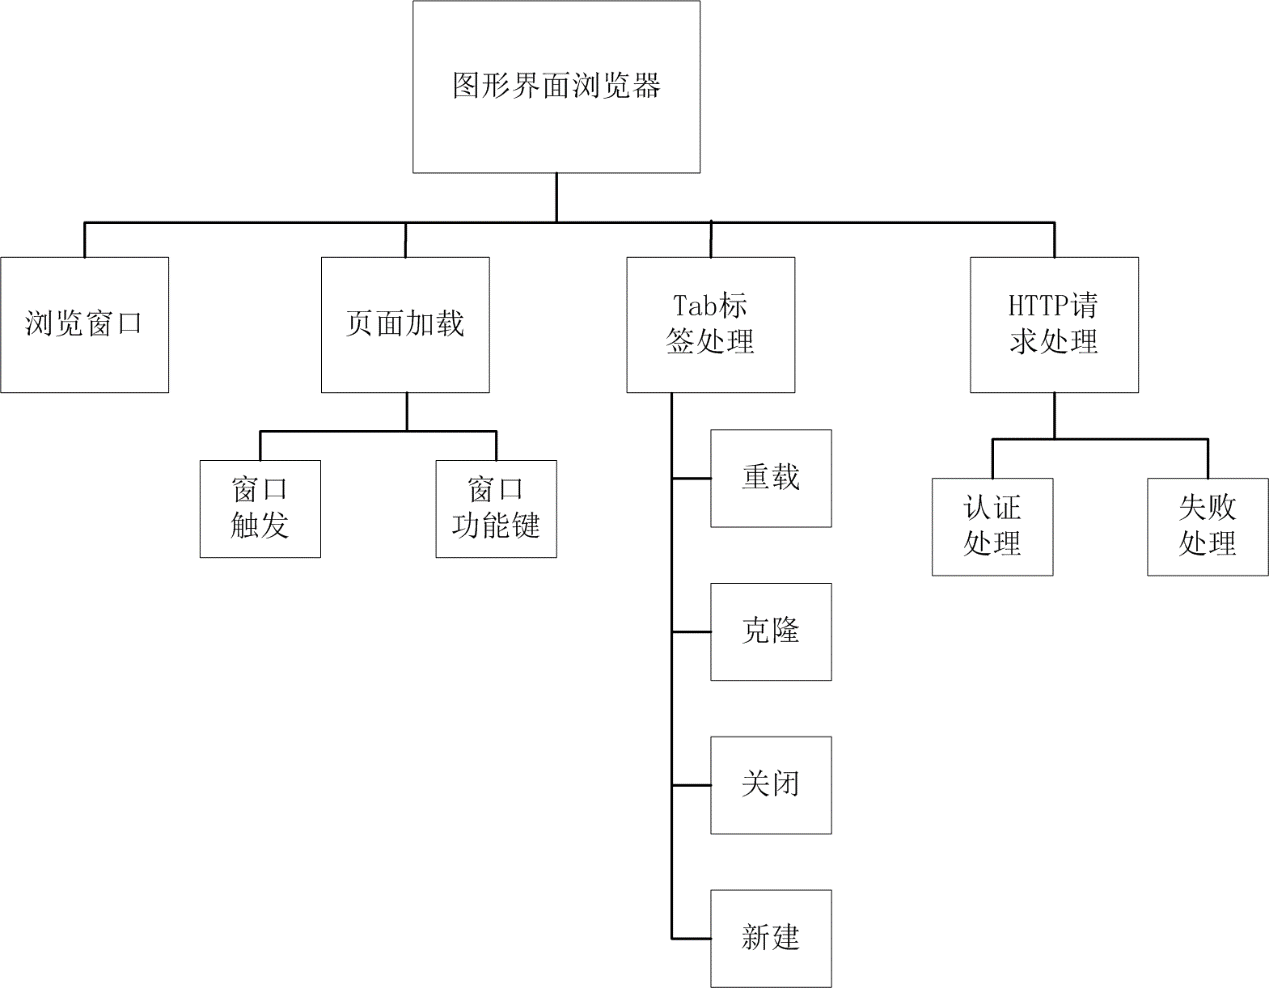 图形界面浏览器
浏览窗口
页面加载
Tab标
签处理
HTTP请
求处理
窗口
触发
窗口
功能键
重载
克隆
关闭
新建
认证
处理
失败
处理